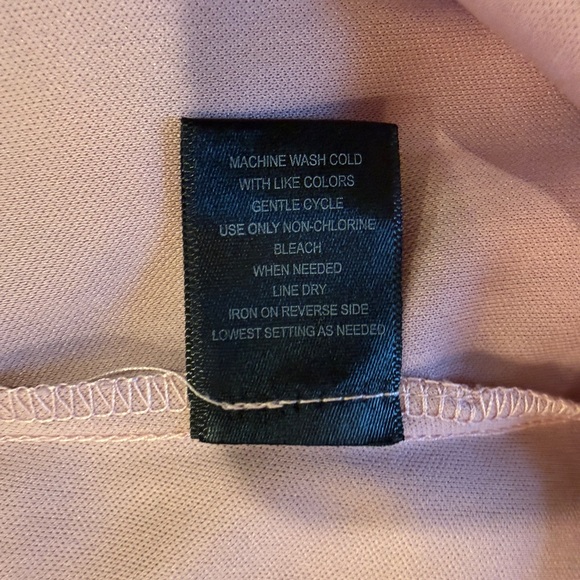 MACHINE WASH COLD
WITH LIKE COLORS
GENTLE CYCLE
USE ONLY NON-CHLORINE
BLEACH
WHEN NEEDED
LINE DRY
IRON ON REVERSE SIDE
LOWEST SETTING AS NEEDED